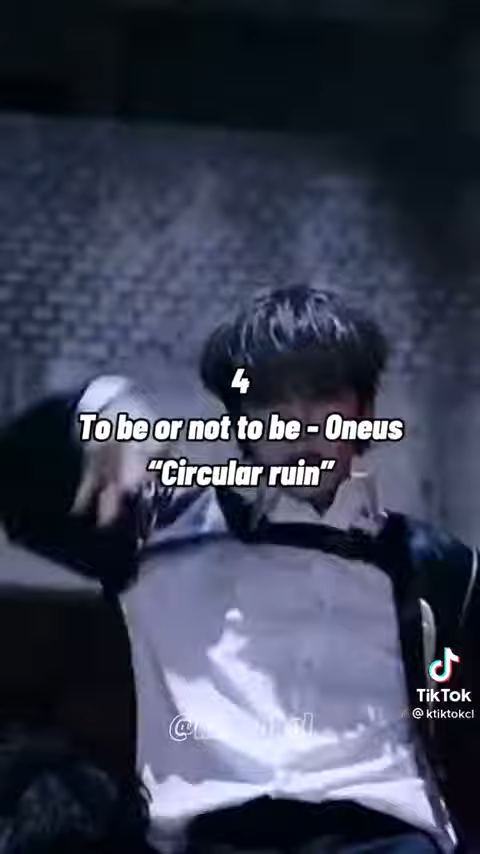 4
To be or not to be - Oneus
“Circular ruin”
TikTok
@ktiktokcl